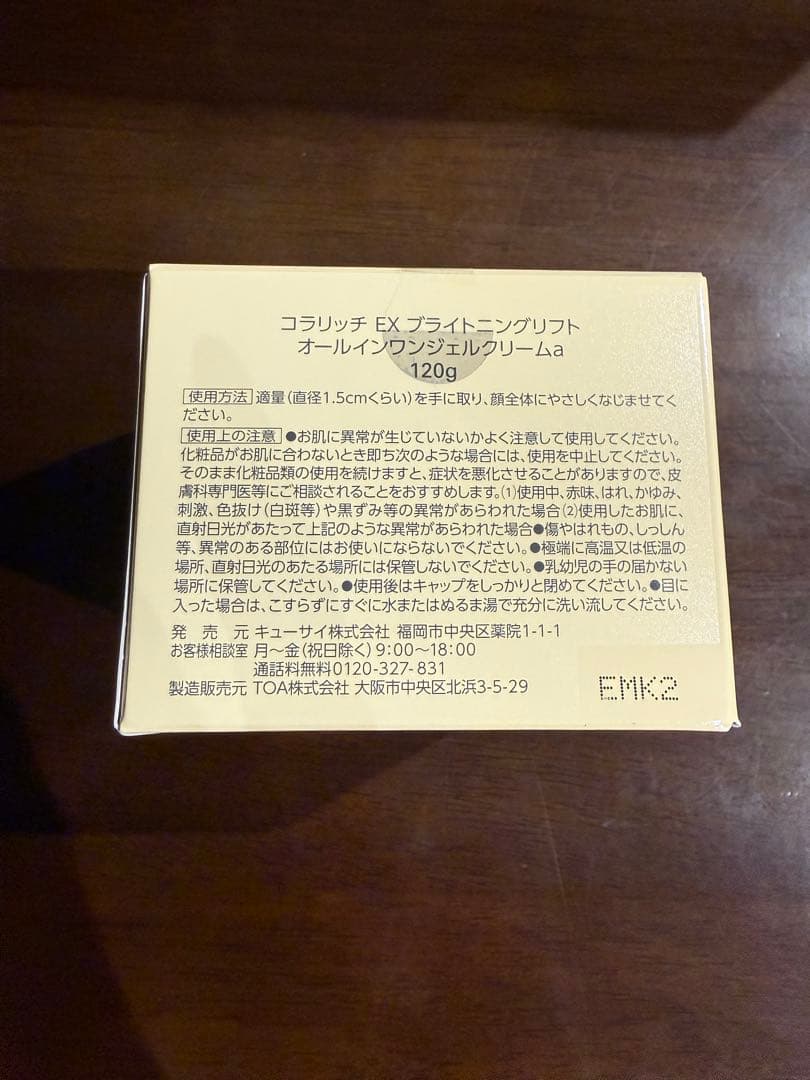 コラリッチ EX ブライトニングリフト
オールインワンジェルクリームa
120g
使用方法 適量(直径1.5cmくらい)を手に取り、顔全体にやさしくなじませてく
ださい。
使用上の注意 ●お肌に異常が生じていないかよく注意して使用してください。
化粧品がお肌に合わないとき即ち次のような場合には、使用を中止してください。
そのまま化粧品類の使用を続けますと、症状を悪化させることがありますので、皮
膚科専門医等にご相談されることをおすすめします。(1)使用中、赤味、はれ、かゆみ、
刺激、色抜け(白斑等)や黒ずみ等の異常があらわれた場合(2)使用したお肌に、
直射日光があたって上記のような異常があらわれた場合●傷やはれもの、しっしん
等、異常のある部位にはお使いにならないでください。●極端に高温又は低温の
場所、直射日光のあたる場所には保管しないでください。●乳幼児の手の届かない
場所に保管してください。●使用後はキャップをしっかりと閉めてください。●目に
入った場合は、こすらずにすぐに水またはぬるま湯で充分に洗い流してください。
発売元 キューサイ株式会社 福岡市中央区薬院1-1-1
お客様相談室 月～金(祝日除く)9:00～18:00
通話料無料0120-327-831
製造販売元 TOA株式会社 大阪市中央区北浜3-5-29
EMK2